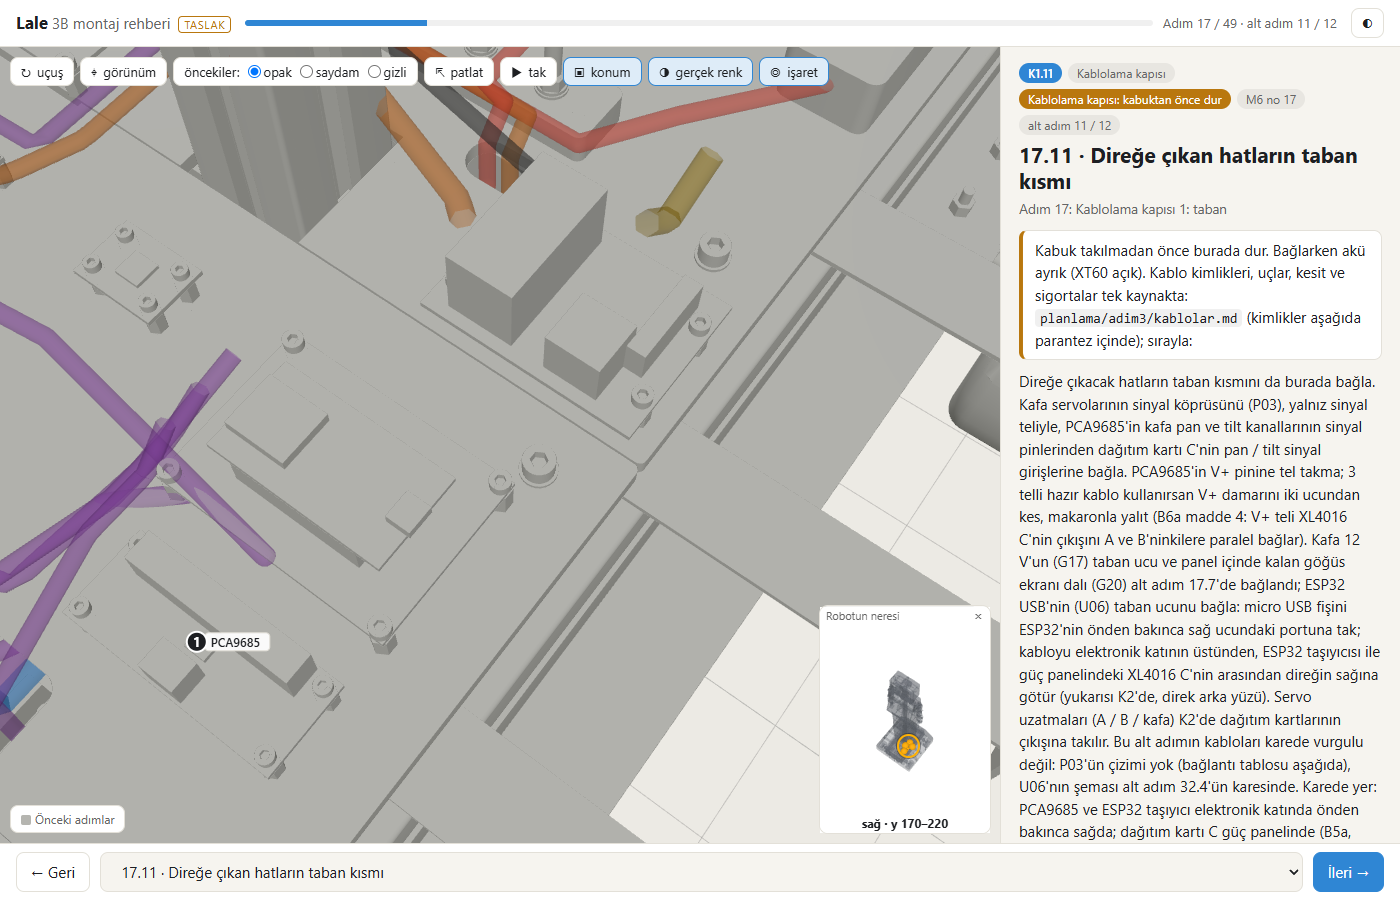 Lale 3B montaj rehberi TASLAK
Adım 17 / 49 · alt adım 11 / 12
↻ uçuş
⌖ görünüm
öncekiler: opak saydam gizli
⇱ patlat
▶ tak
▣ konum
◑ gerçek renk
◎ işaret
1 PCA9685
Önceki adımlar
Robotun neresi ×
sağ · y 170–220
K1.11 Kablolama kapısı
Kablolama kapısı: kabuktan önce dur M6 no 17
alt adım 11 / 12
17.11 · Direğe çıkan hatların taban
kısmı
Adım 17: Kablolama kapısı 1: taban
Kabuk takılmadan önce burada dur. Bağlarken akü
ayrık (XT60 açık). Kablo kimlikleri, uçlar, kesit ve
sigortalar tek kaynakta:
planlama/adim3/kablolar.md (kimlikler aşağıda
parantez içinde); sırayla:
Direğe çıkacak hatların taban kısmını da burada bağla.
Kafa servolarının sinyal köprüsünü (P03), yalnız sinyal
teliyle, PCA9685'in kafa pan ve tilt kanallarının sinyal
pinlerinden dağıtım kartı C'nin pan / tilt sinyal
girişlerine bağla. PCA9685'in V+ pinine tel takma; 3
telli hazır kablo kullanırsan V+ damarını iki ucundan
kes, makaronla yalıt (B6a madde 4: V+ teli XL4016
C'nin çıkışını A ve B'ninkilere paralel bağlar). Kafa 12
V'un (G17) taban ucu ve panel içinde kalan göğüs
ekranı dalı (G20) alt adım 17.7'de bağlandı; ESP32
USB'nin (U06) taban ucunu bağla: micro USB fişini
ESP32'nin önden bakınca sağ ucundaki portuna tak;
kabloyu elektronik katının üstünden, ESP32 taşıyıcısı ile
güç panelindeki XL4016 C'nin arasından direğin sağına
götür (yukarısı K2'de, direk arka yüzü). Servo
uzatmaları (A / B / kafa) K2'de dağıtım kartlarının
çıkışına takılır. Bu alt adımın kabloları karede vurgulu
değil: P03'ün çizimi yok (bağlantı tablosu aşağıda),
U06'nın şeması alt adım 32.4'ün karesinde. Karede yer:
PCA9685 ve ESP32 taşıyıcı elektronik katında önden
bakınca sağda; dağıtım kartı C güç panelinde (B5a,
← Geri
17.11 · Direğe çıkan hatların taban kısmı
İleri →